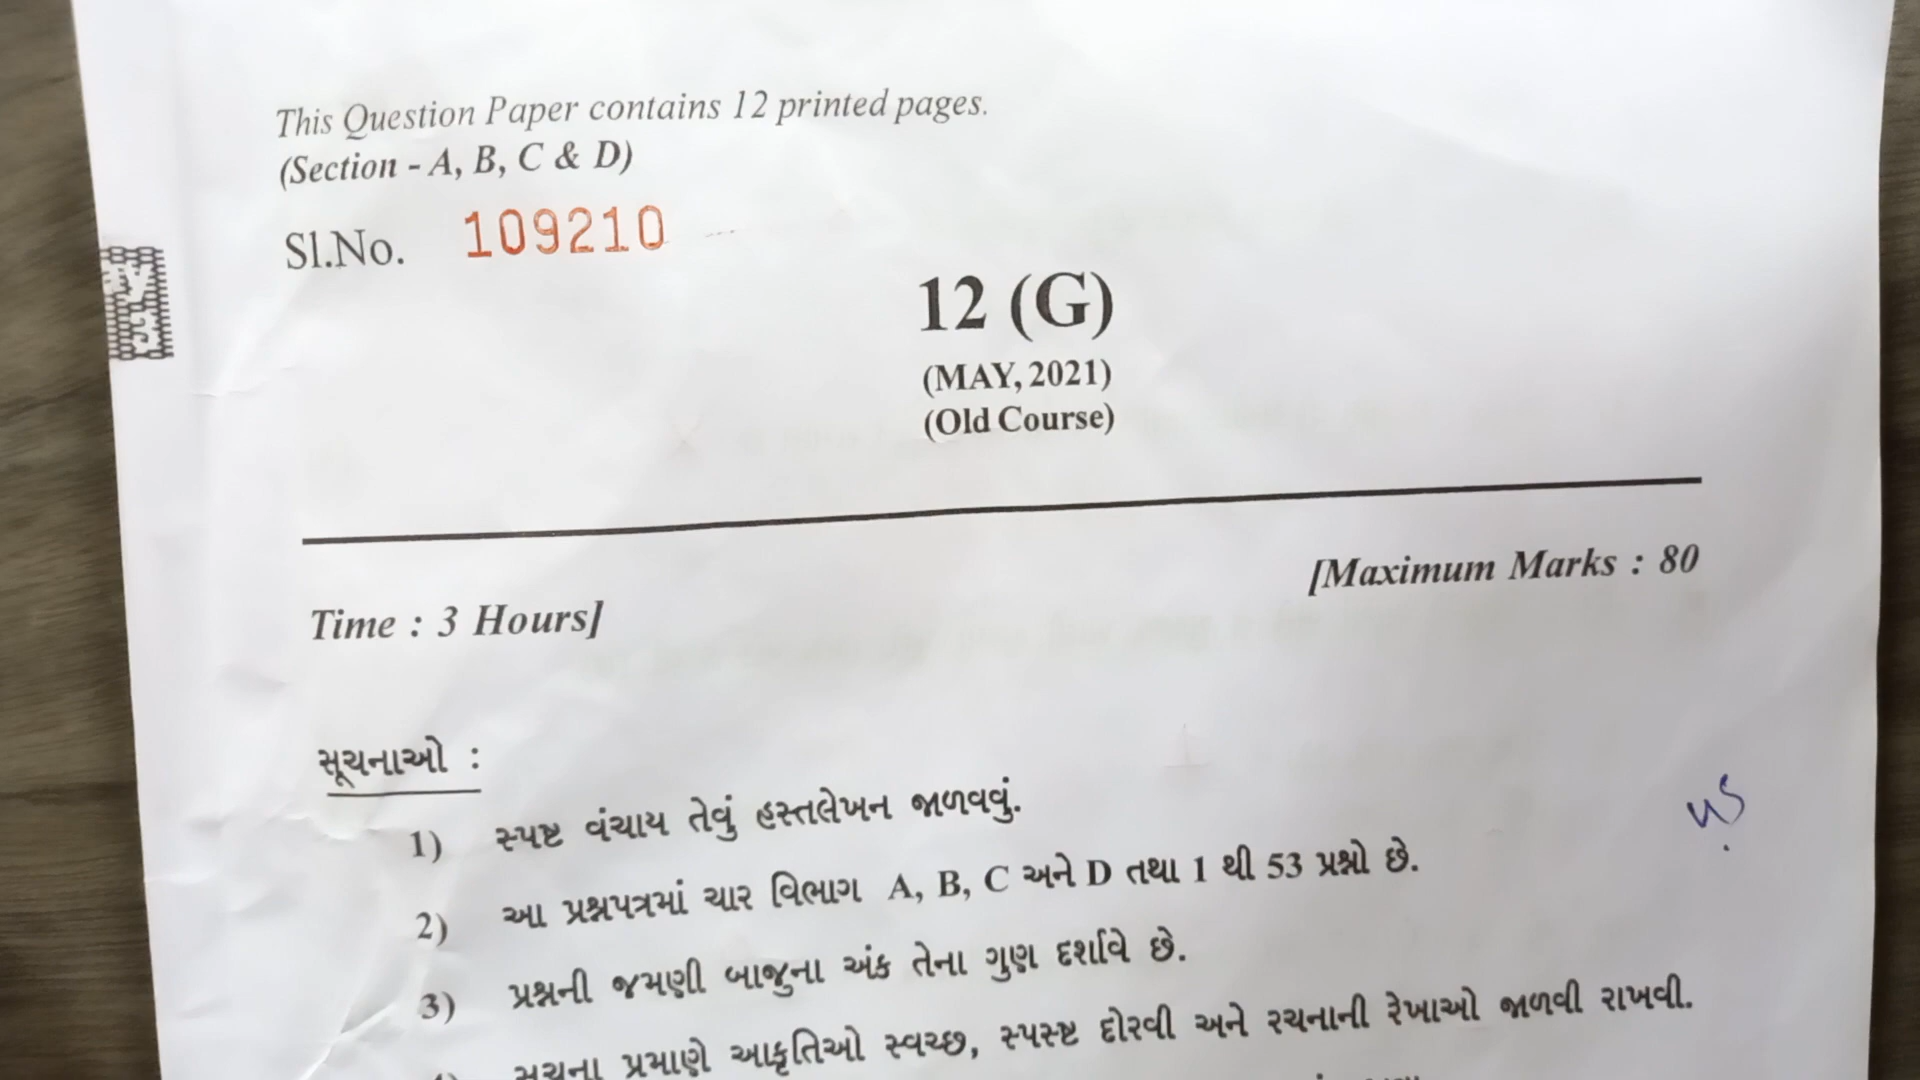 This Question Paper contains 12 printed pages.
(Section - A, B, C & D)
Sl.No. 109210
12 (G)
(MAY, 2021)
(Old Course)
[Maximum Marks : 80
Time : 3 Hours]
સૂચનાઓ :
1) સ્પષ્ટ વંચાય તેવું હસ્તલેખન જાળવવું.
2) આ પ્રશ્નપત્રમાં ચાર વિભાગ A, B, C અને D તથા 1 થી 53 પ્રશ્નો છે.
3) પ્રશ્નની જમણી બાજુના અંક તેના ગુણ દર્શાવે છે.
સૂચના પ્રમાણે આકૃતિઓ સ્વચ્છ, સ્પસ્ષ્ટ દોરવી અને રચનાની રેખાઓ જાળવી રાખવી.